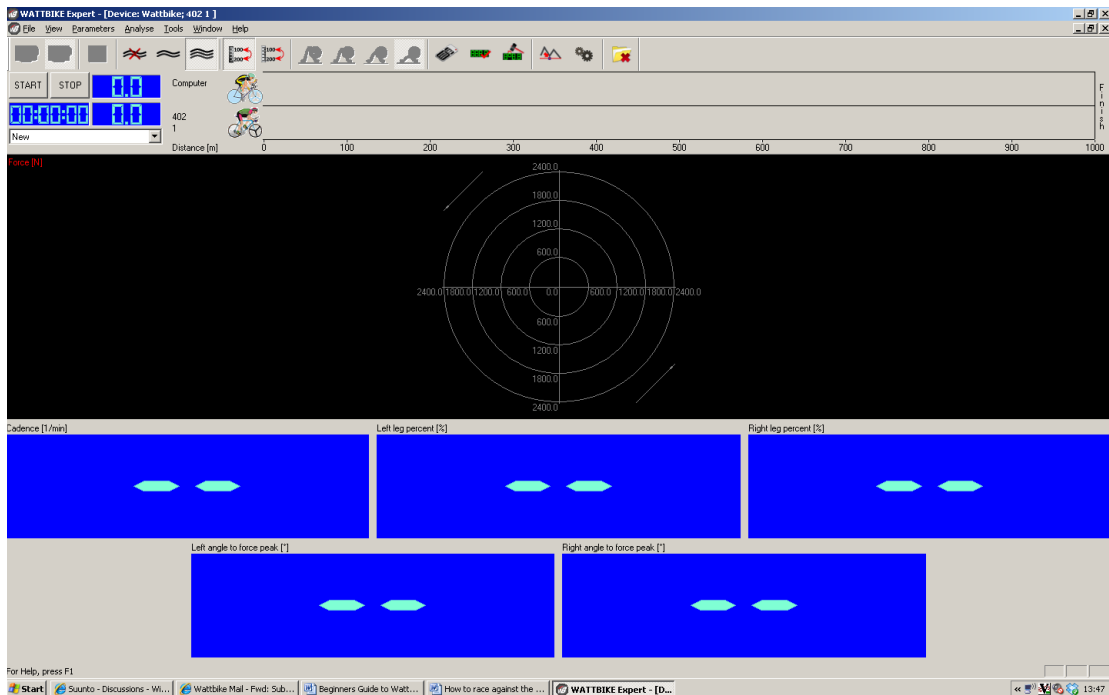 WATTBIKE Expert - [Device: Wattbike; 402 1 ]
File View Parameters Analyse Tools Window Help
100 200 100 200
START STOP 0.0 Computer
00:00:00 0.0 402
1
New
Finish
Distance [m] 0 100 200 300 400 500 600 700 800 900 1000
Force [N]
2400.0
1800.0
1200.0
600.0
2400.0 1800.0 1200.0 600.0 0.0 600.0 1200.0 1800.0 2400.0
600.0
1200.0
1800.0
2400.0
Cadence [1/min] Left leg percent [%] Right leg percent [%]
-- -- --
Left angle to force peak [°] Right angle to force peak [°]
-- --
For Help, press F1
Start Suunto - Discussions - Wi... Wattbike Mail - Fwd: Sub... Beginners Guide to Watt... How to race against the ... WATTBIKE Expert - [D... « 13:47